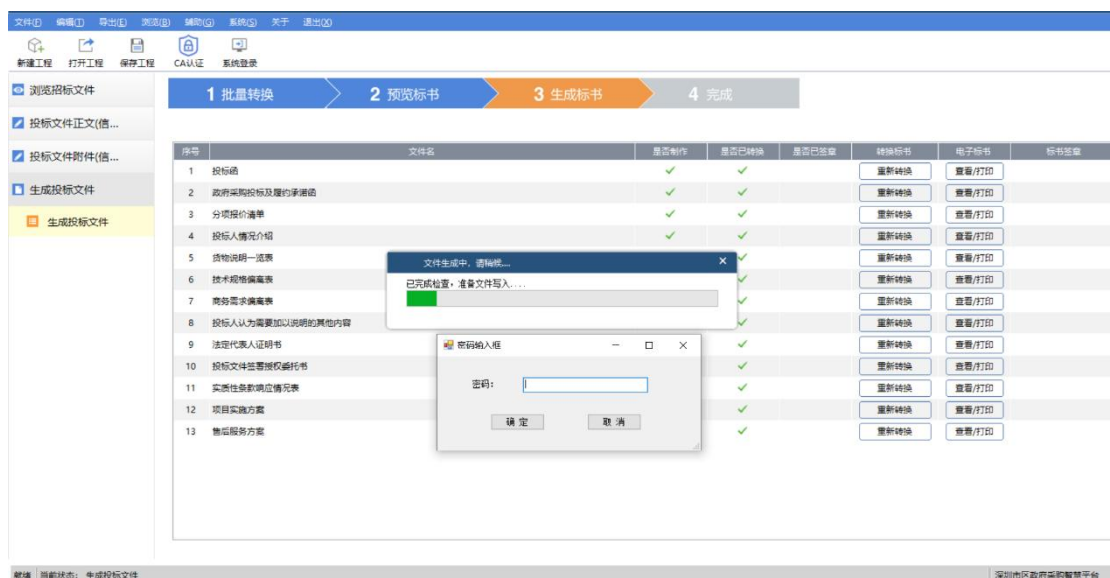 文件(F) 编辑(T) 导出(E) 浏览(B) 辅助(G) 系统(S) 关于 退出(X)
新建工程 打开工程 保存工程 CA认证 系统登录
浏览招标文件
投标文件正文(信...
投标文件附件(信...
生成投标文件
生成投标文件
1 批量转换 2 预览标书 3 生成标书 4 完成
序号 文件名 是否制作 是否已转换 是否已签章 转换标书 电子标书 标书签章
1 投标函 重新转换 查看/打印
2 政府采购投标及履约承诺函 重新转换 查看/打印
3 分项报价清单 重新转换 查看/打印
4 投标人情况介绍 重新转换 查看/打印
5 货物说明一览表 重新转换 查看/打印
6 技术规格偏离表 重新转换 查看/打印
7 商务需求偏离表 重新转换 查看/打印
8 投标人认为需要加以说明的其他内容 重新转换 查看/打印
9 法定代表人证明书 重新转换 查看/打印
10 投标文件签署授权委托书 重新转换 查看/打印
11 实质性条款响应情况表 重新转换 查看/打印
12 项目实施方案 重新转换 查看/打印
13 售后服务方案 重新转换 查看/打印
文件生成中，请稍候....
已完成检查，准备文件写入....
密码输入框
密码：
确 定 取 消
就绪 当前状态： 生成投标文件 深圳市区政府采购智慧平台